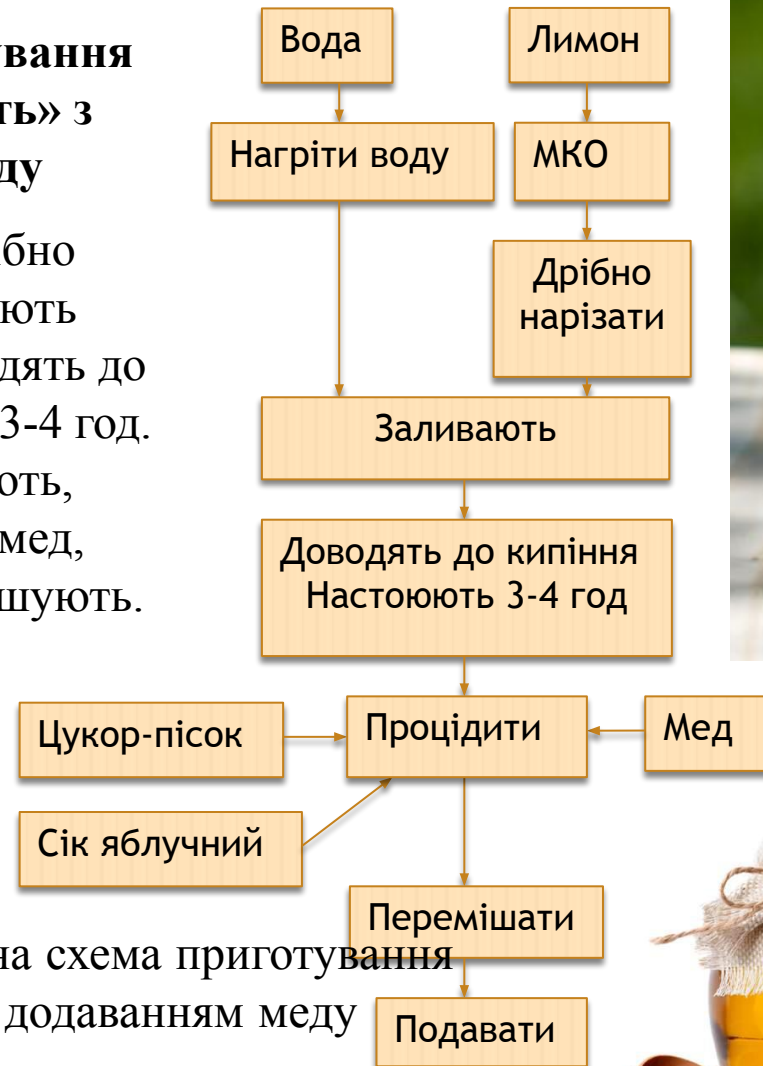 ування
ть» з
ду
бно
ють
дять до
3-4 год.
ють,
мед,
шують.
Вода
Лимон
Нагріти воду
МКО
Дрібно
нарізати
Заливають
Доводять до кипіння
Настоюють 3-4 год
Цукор-пісок
Процідити
Мед
Сік яблучний
Перемішати
Подавати
на схема приготування
додаванням меду